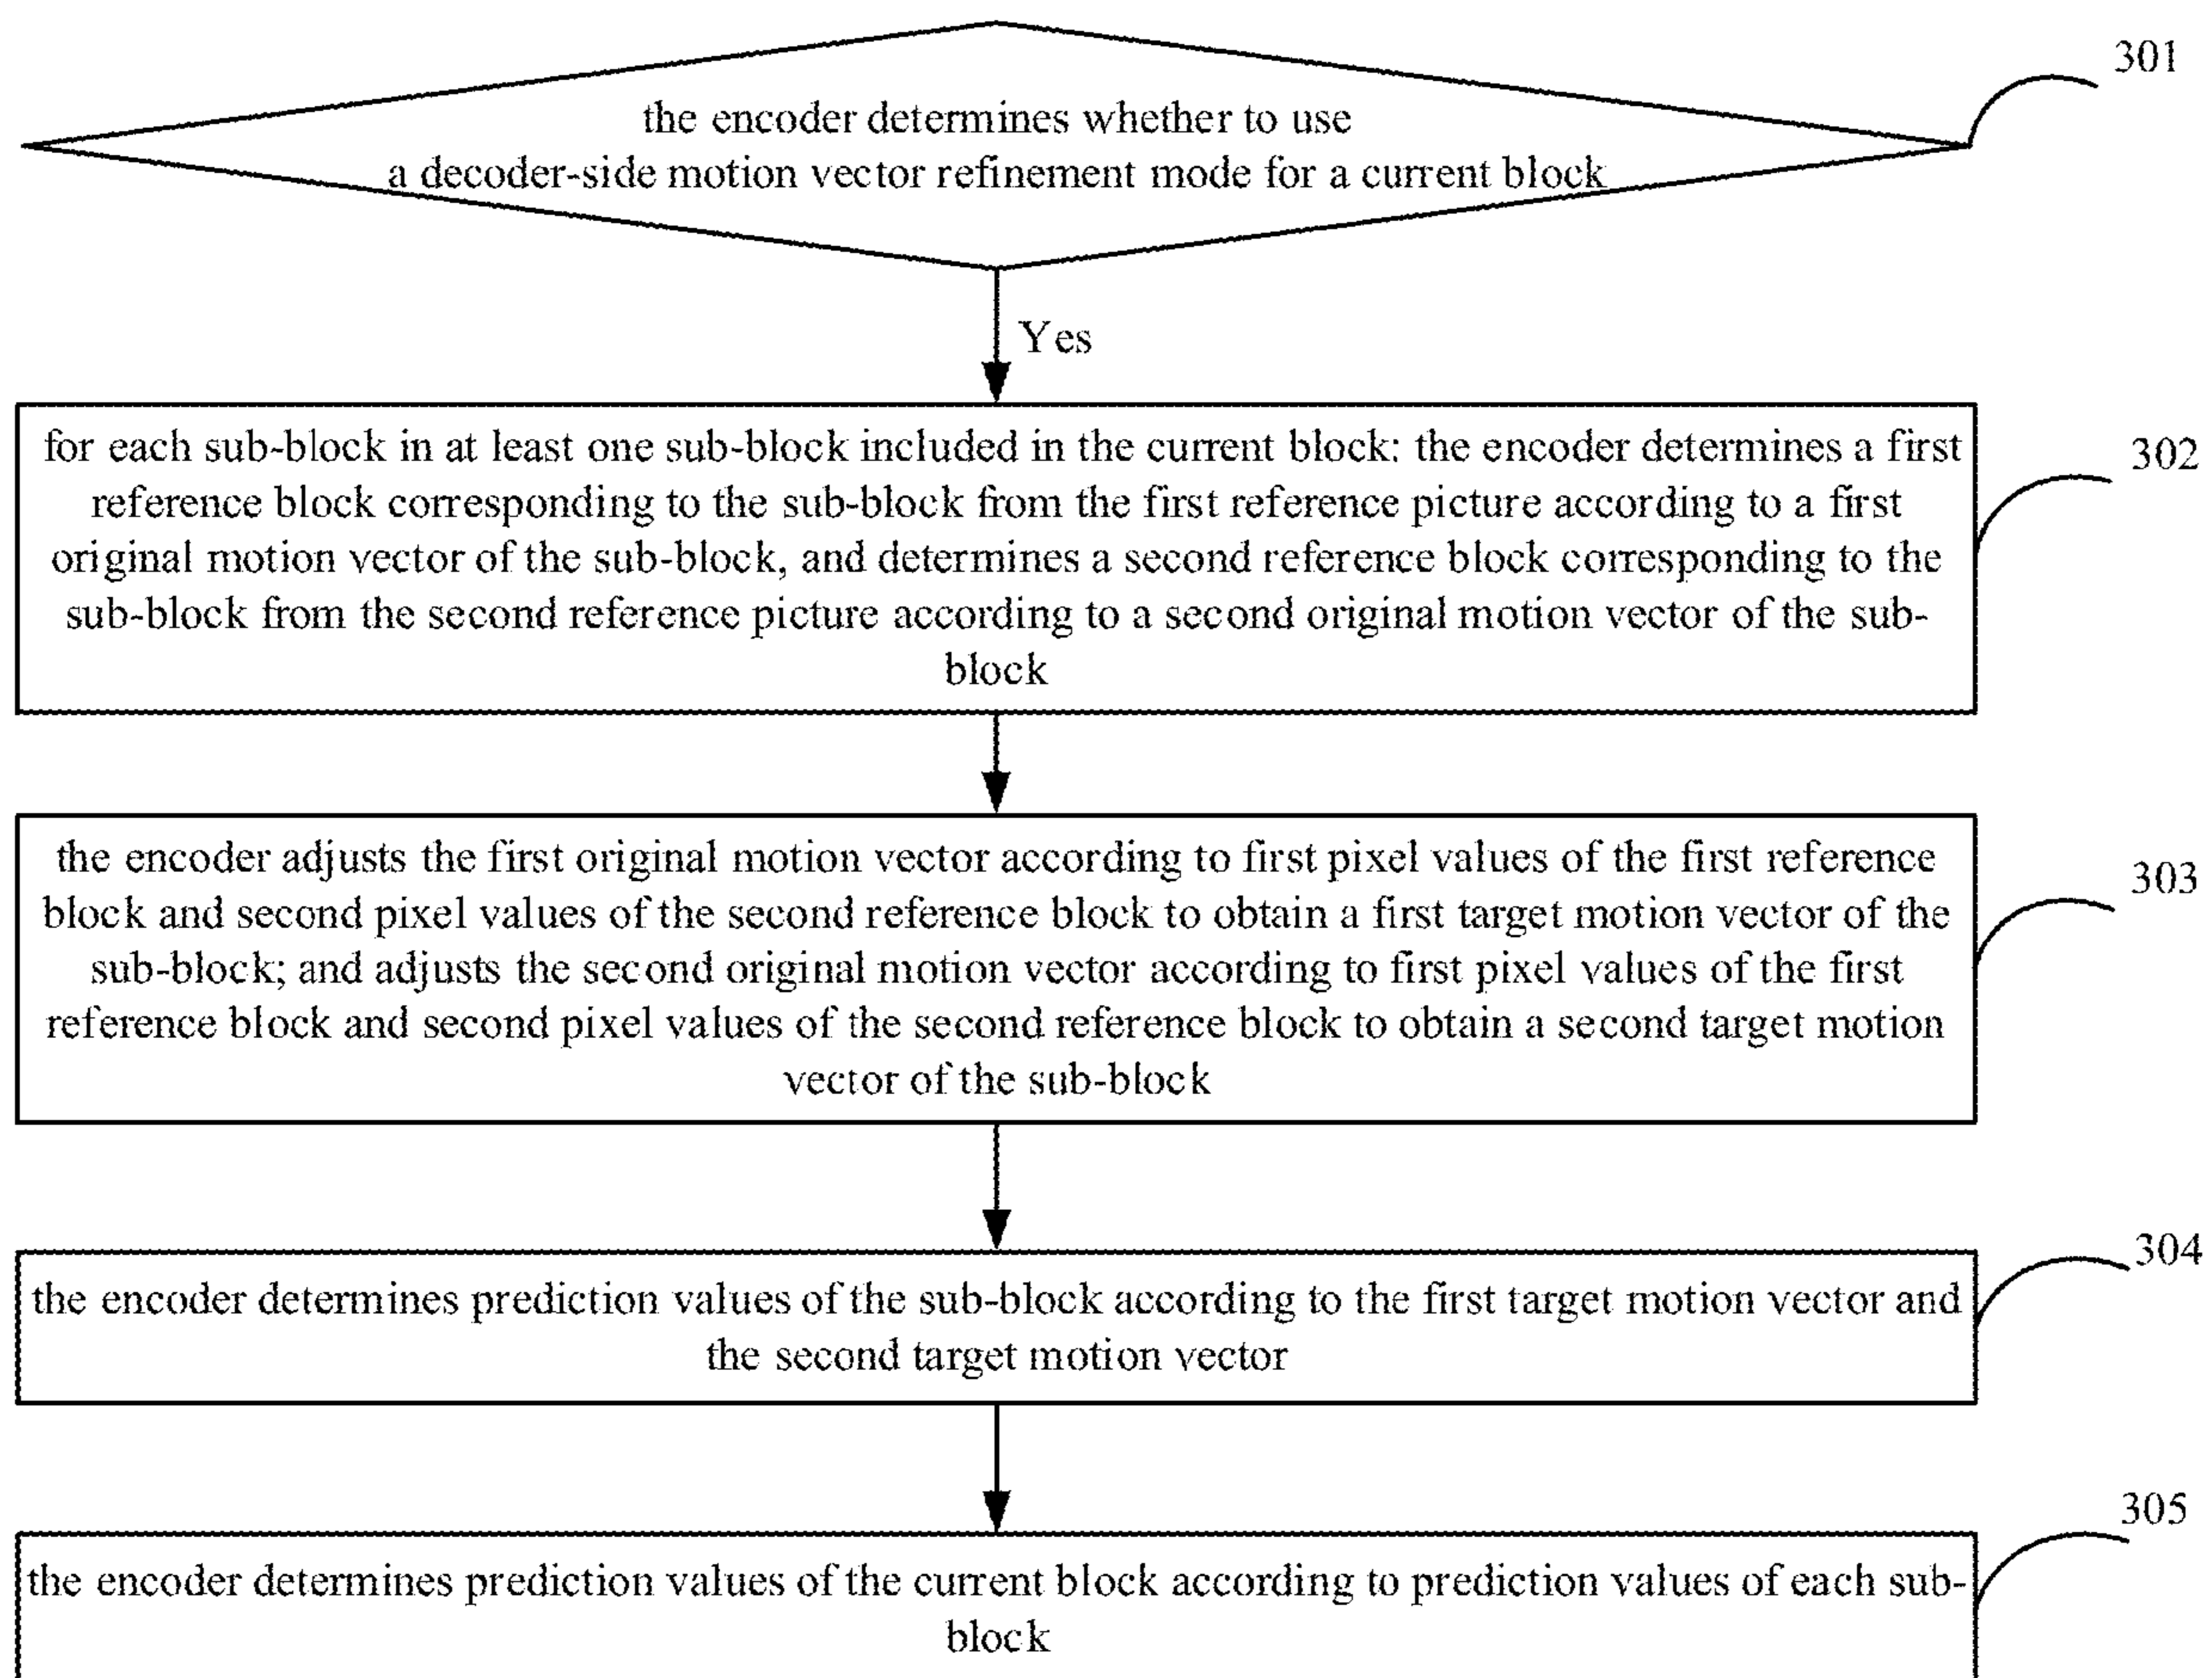 301
the encoder determines whether to use
a decoder-side motion vector refinement mode for a current block
Yes
302
for each sub-block in at least one sub-block included in the current block: the encoder determines a first
reference block corresponding to the sub-block from the first reference picture according to a first
original motion vector of the sub-block, and determines a second reference block corresponding to the
sub-block from the second reference picture according to a second original motion vector of the sub-
block
303
the encoder adjusts the first original motion vector according to first pixel values of the first reference
block and second pixel values of the second reference block to obtain a first target motion vector of the
sub-block; and adjusts the second original motion vector according to first pixel values of the first
reference block and second pixel values of the second reference block to obtain a second target motion
vector of the sub-block
304
the encoder determines prediction values of the sub-block according to the first target motion vector and
the second target motion vector
305
the encoder determines prediction values of the current block according to prediction values of each sub-
block